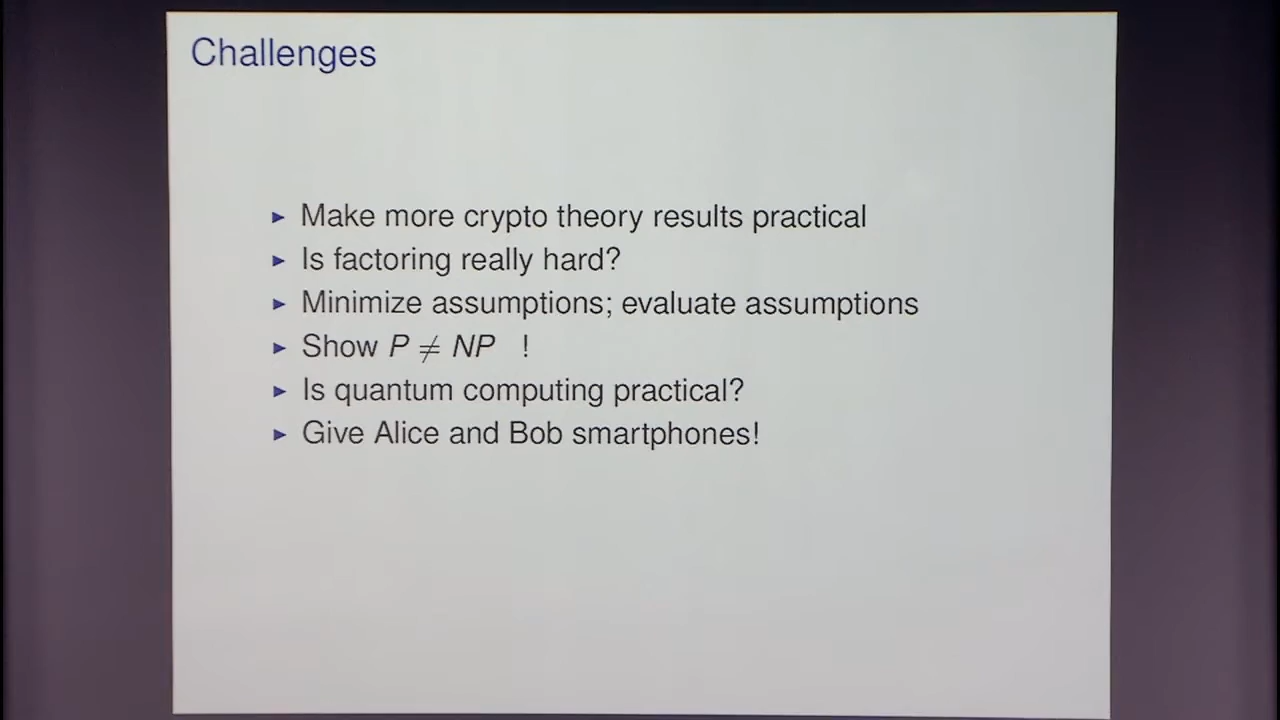 Challenges
▸ Make more crypto theory results practical
▸ Is factoring really hard?
▸ Minimize assumptions; evaluate assumptions
▸ Show P ≠ NP !
▸ Is quantum computing practical?
▸ Give Alice and Bob smartphones!